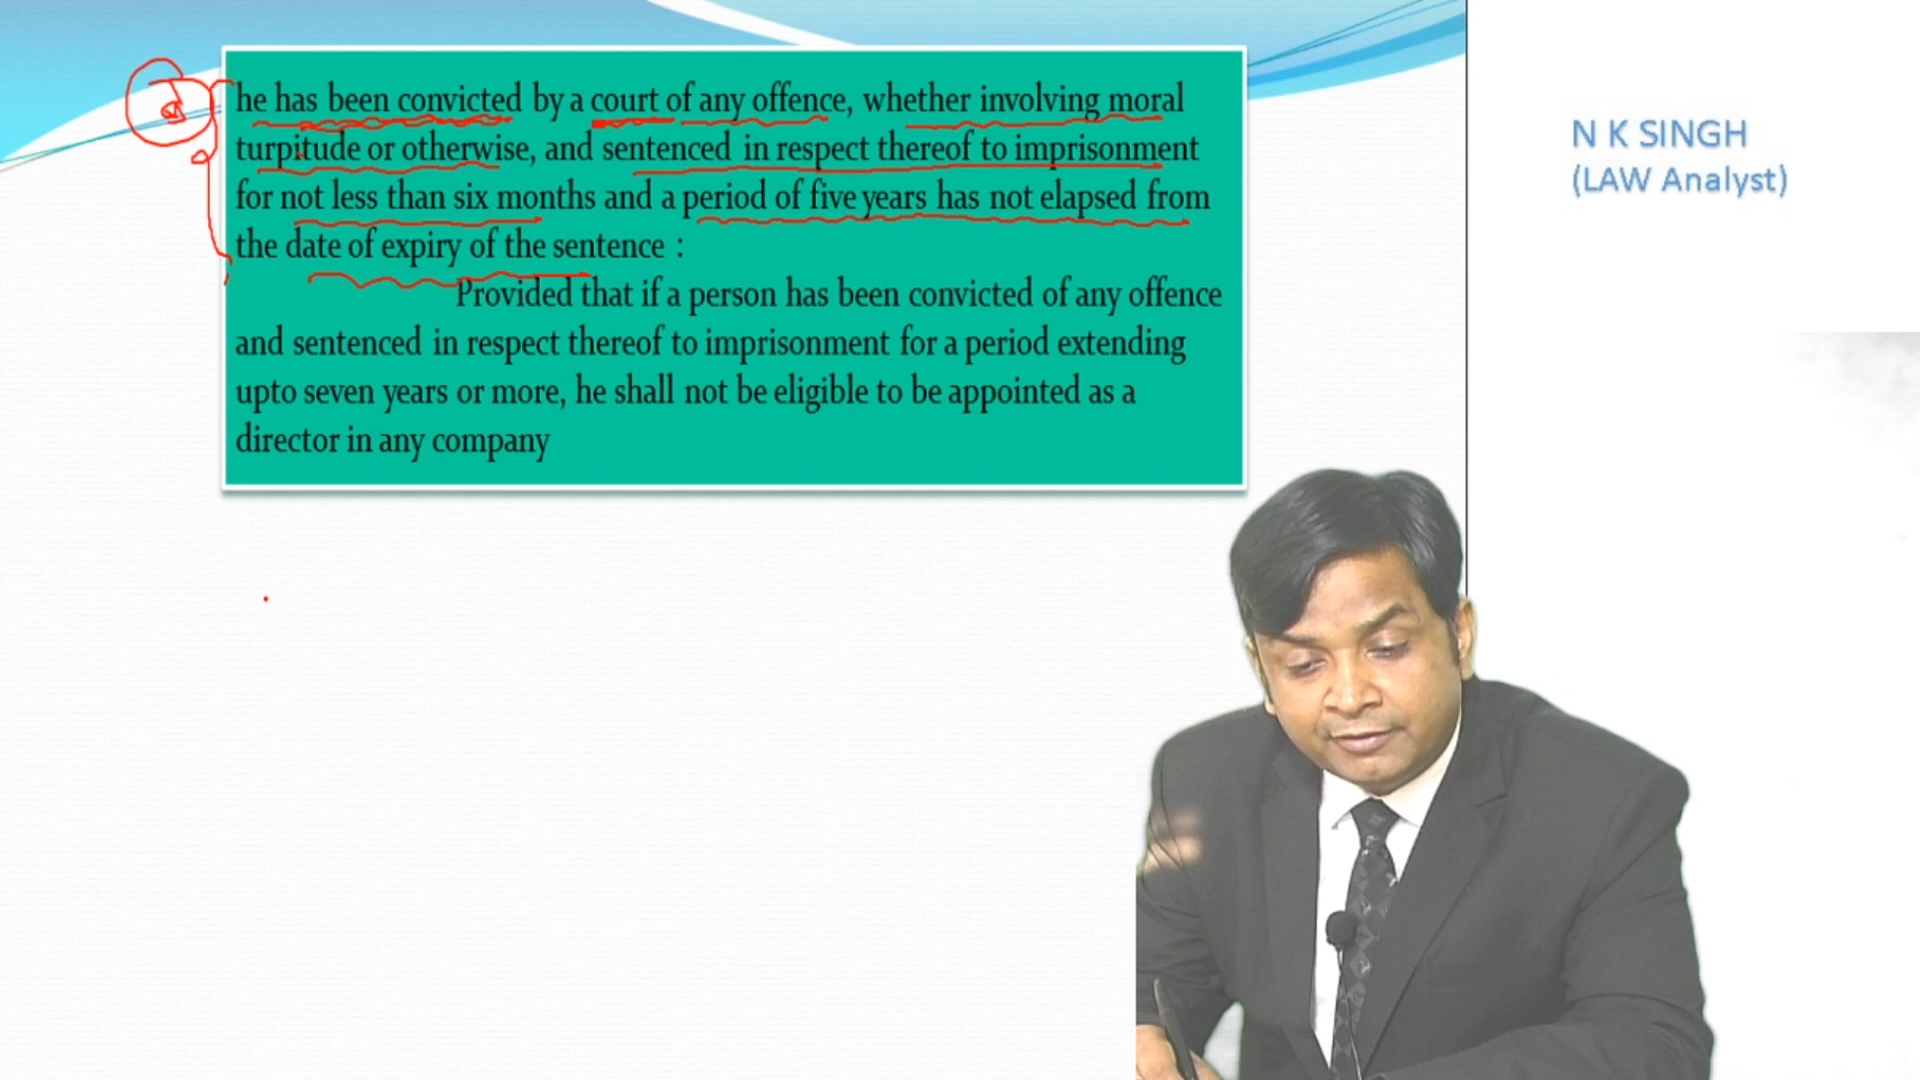 he has been convicted by a court of any offence, whether involving moral
turpitude or otherwise, and sentenced in respect thereof to imprisonment
for not less than six months and a period of five years has not elapsed from
the date of expiry of the sentence :
Provided that if a person has been convicted of any offence
and sentenced in respect thereof to imprisonment for a period extending
upto seven years or more, he shall not be eligible to be appointed as a
director in any company
N K SINGH
(LAW Analyst)